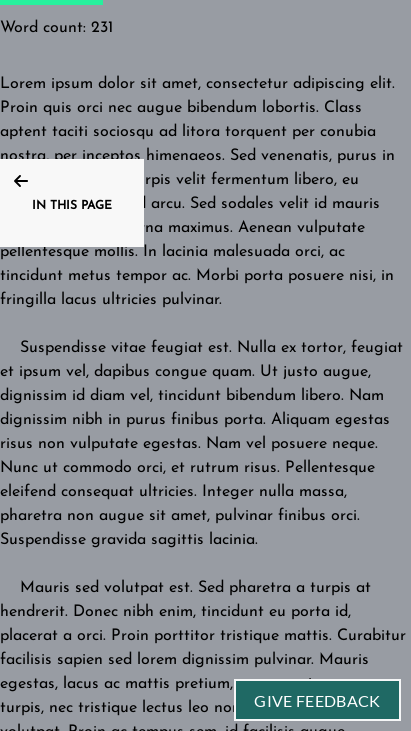 Word count: 231
Lorem ipsum dolor sit amet, consectetur adipiscing elit.
Proin quis orci nec augue bibendum lobortis. Class
aptent taciti sociosqu ad litora torquent per conubia
nostra, per inceptos himenaeos. Sed venenatis, purus in
rpis velit fermentum libero, eu
arcu. Sed sodales velit id mauris
na maximus. Aenean vulputate
pellentesque mollis. In lacinia malesuada orci, ac
tincidunt metus tempor ac. Morbi porta posuere nisi, in
fringilla lacus ultricies pulvinar.
IN THIS PAGE
Suspendisse vitae feugiat est. Nulla ex tortor, feugiat
et ipsum vel, dapibus congue quam. Ut justo augue,
dignissim id diam vel, tincidunt bibendum libero. Nam
dignissim nibh in purus finibus porta. Aliquam egestas
risus non vulputate egestas. Nam vel posuere neque.
Nunc ut commodo orci, et rutrum risus. Pellentesque
eleifend consequat ultricies. Integer nulla massa,
pharetra non augue sit amet, pulvinar finibus orci.
Suspendisse gravida sagittis lacinia.
Mauris sed volutpat est. Sed pharetra a turpis at
hendrerit. Donec nibh enim, tincidunt eu porta id,
placerat a orci. Proin porttitor tristique mattis. Curabitur
facilisis sapien sed lorem dignissim pulvinar. Mauris
egestas, lacus ac mattis pretium,
turpis, nec tristique lectus leo
volutpat. Proin ac tempus sem, id facilisis augue
GIVE FEEDBACK